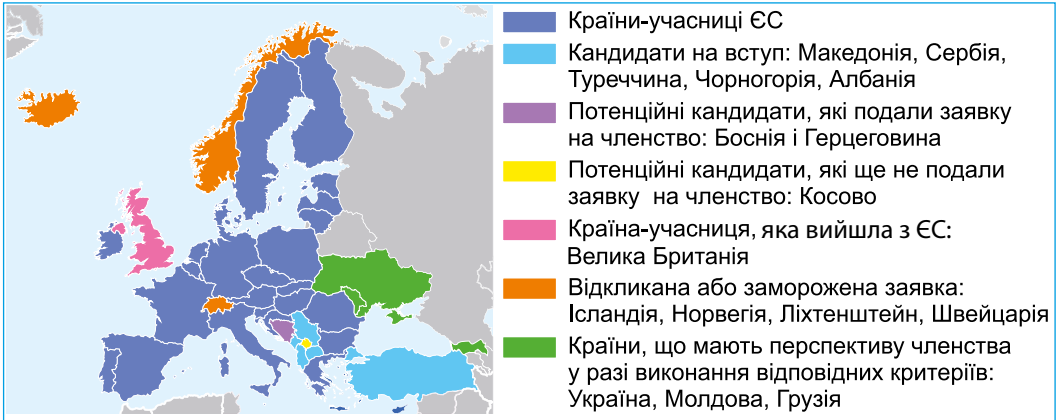 Країни-учасниці ЄС
Кандидати на вступ: Македонія, Сербія,
Туреччина, Чорногорія, Албанія
Потенційні кандидати, які подали заявку
на членство: Боснія і Герцеговина
Потенційні кандидати, які ще не подали
заявку на членство: Косово
Країна-учасниця, яка вийшла з ЄС:
Велика Британія
Відкликана або заморожена заявка:
Ісландія, Норвегія, Ліхтенштейн, Швейцарія
Країни, що мають перспективу членства
у разі виконання відповідних критеріїв:
Україна, Молдова, Грузія